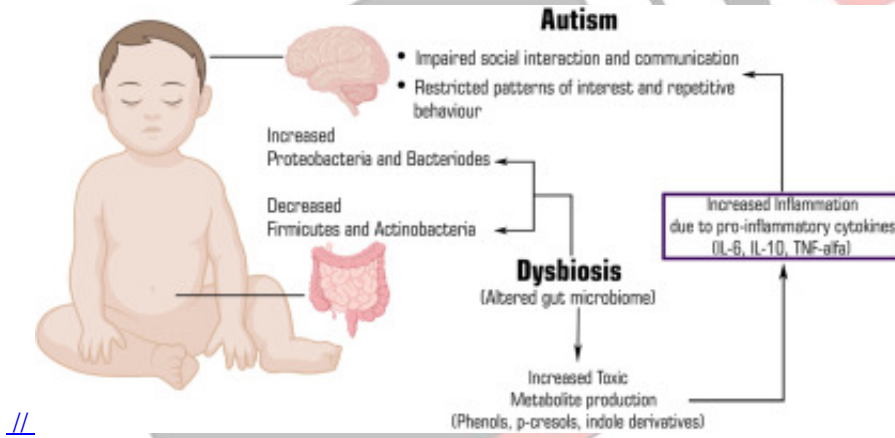 Autism
• Impaired social interaction and communication
• Restricted patterns of interest and repetitive
behaviour
Increased
Proteobacteria and Bacteriodes
Decreased
Firmicutes and Actinobacteria
Increased Inflammation
due to pro-inflammatory cytokines
(IL-6, IL-10, TNF-alfa)
Dysbiosis
(Altered gut microbiome)
Increased Toxic
Metabolite production
(Phenols, p-cresols, indole derivatives)
//